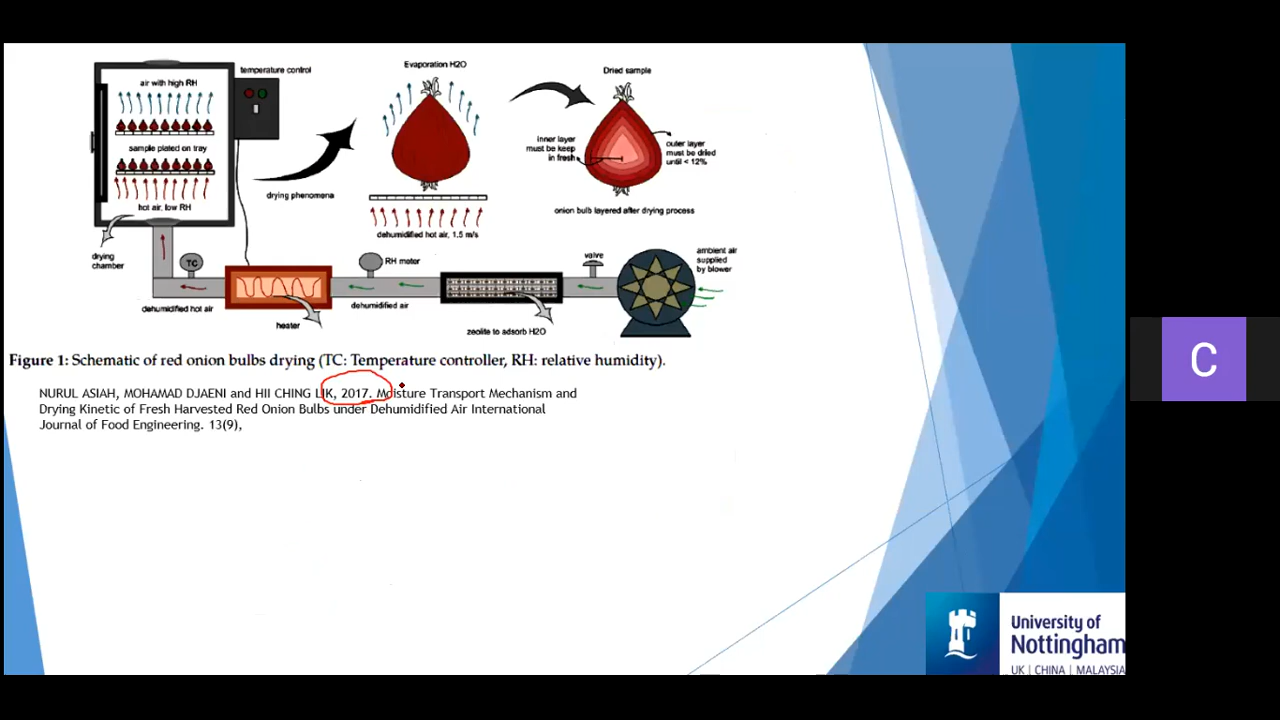 temperature control
air with high RH
sample plated on tray
hot air, low RH
drying chamber
Evaporation H2O
drying phenomena
dehumidified hot air, 1.5 m/s
Dried sample
inner layer
must be keep
in fresh
outer layer
must be dried
until < 12%
onion bulb layered after drying process
TC
dehumidified hot air
heater
RH meter
dehumidified air
zeolite to adsorb H2O
valve
ambient air
supplied
by blower
Figure 1: Schematic of red onion bulbs drying (TC: Temperature controller, RH: relative humidity).
NURUL ASIAH, MOHAMAD DJAENI and HII CHING LIK, 2017. Moisture Transport Mechanism and
Drying Kinetic of Fresh Harvested Red Onion Bulbs under Dehumidified Air International
Journal of Food Engineering. 13(9),
C
University of
Nottingham
UK | CHINA | MALAYSIA